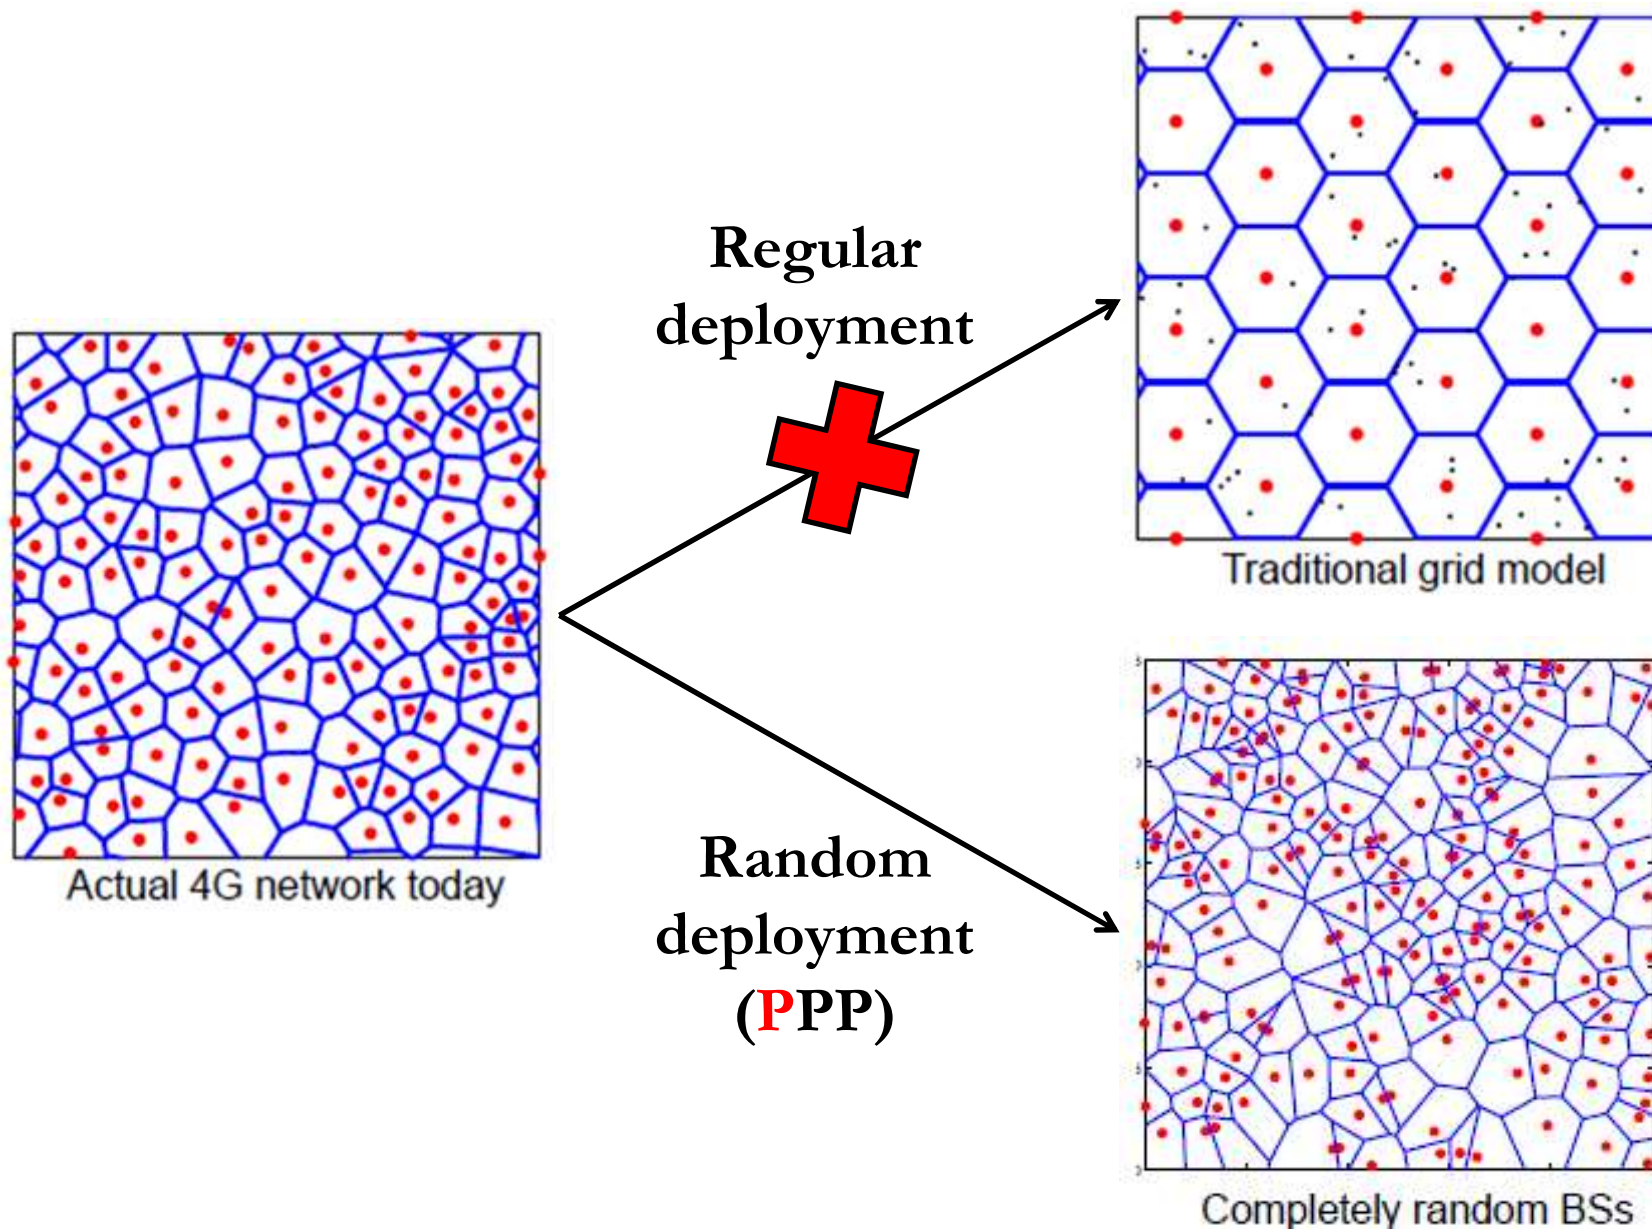 Regular
deployment
Traditional grid model
Actual 4G network today
Random
deployment
(PPP)
Completely random BSs